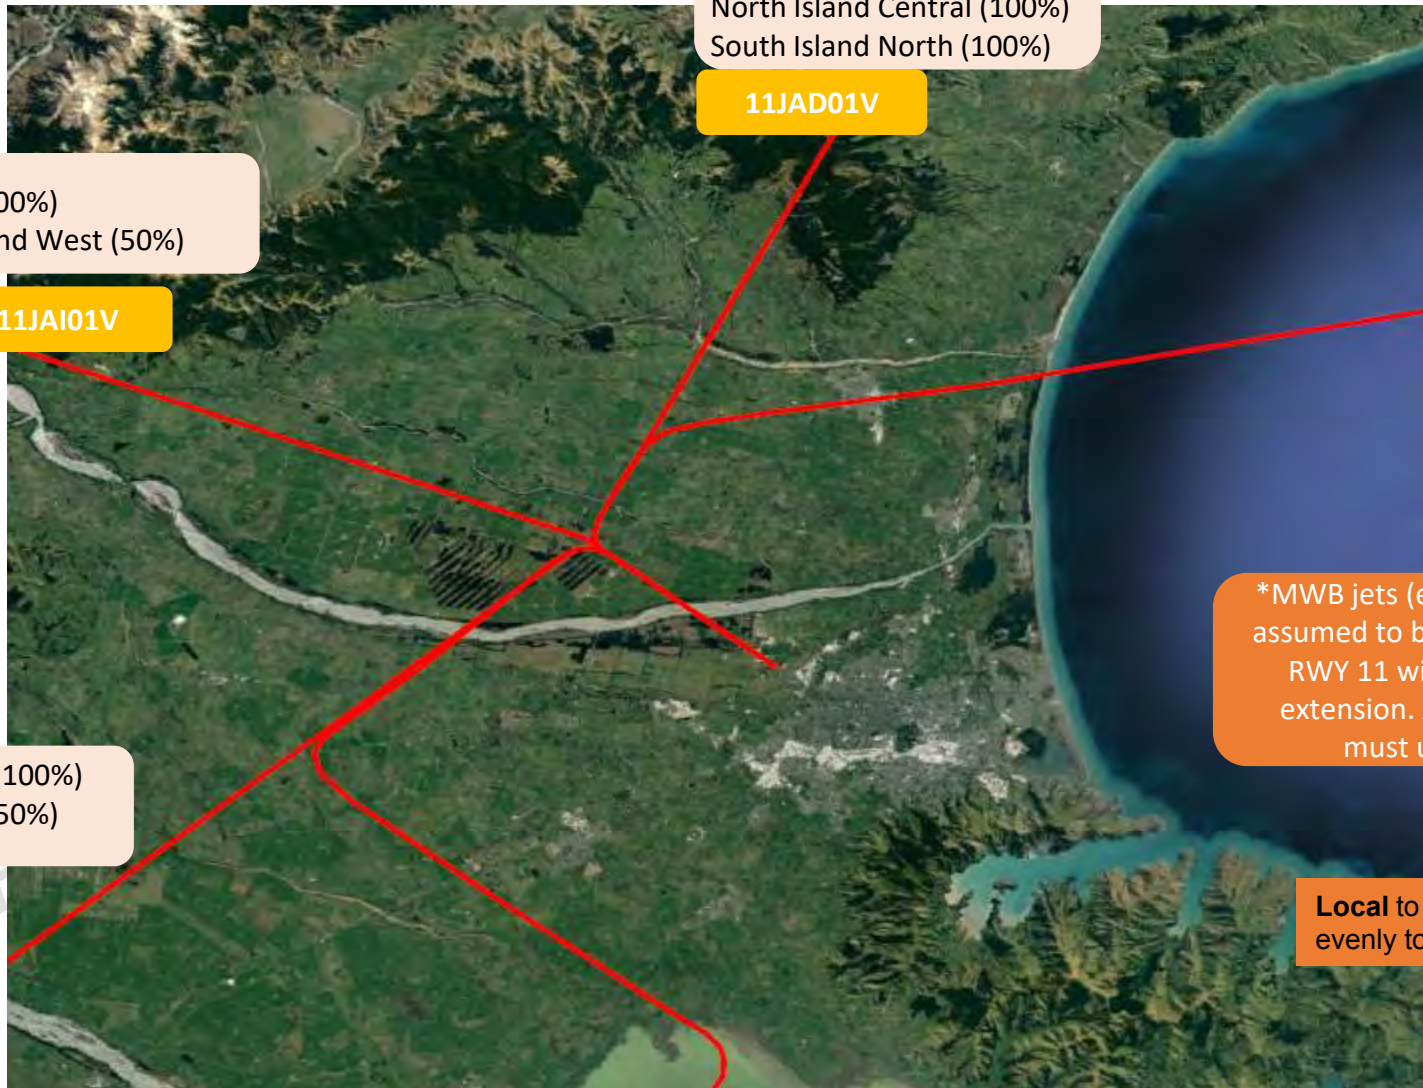 North Island Central (100%)
South Island North (100%)
11JAD01V
00%)
nd West (50%)
11JAI01V
*MWB jets (e
assumed to b
RWY 11 wi
extension.
must u
100%)
50%)
Local to
evenly to